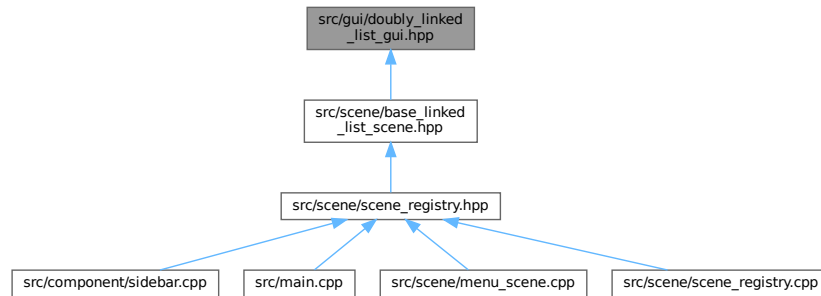 src/gui/doubly_linked
_list_gui.hpp
src/scene/base_linked
_list_scene.hpp
src/scene/scene_registry.hpp
src/component/sidebar.cpp
src/main.cpp
src/scene/menu_scene.cpp
src/scene/scene_registry.cpp